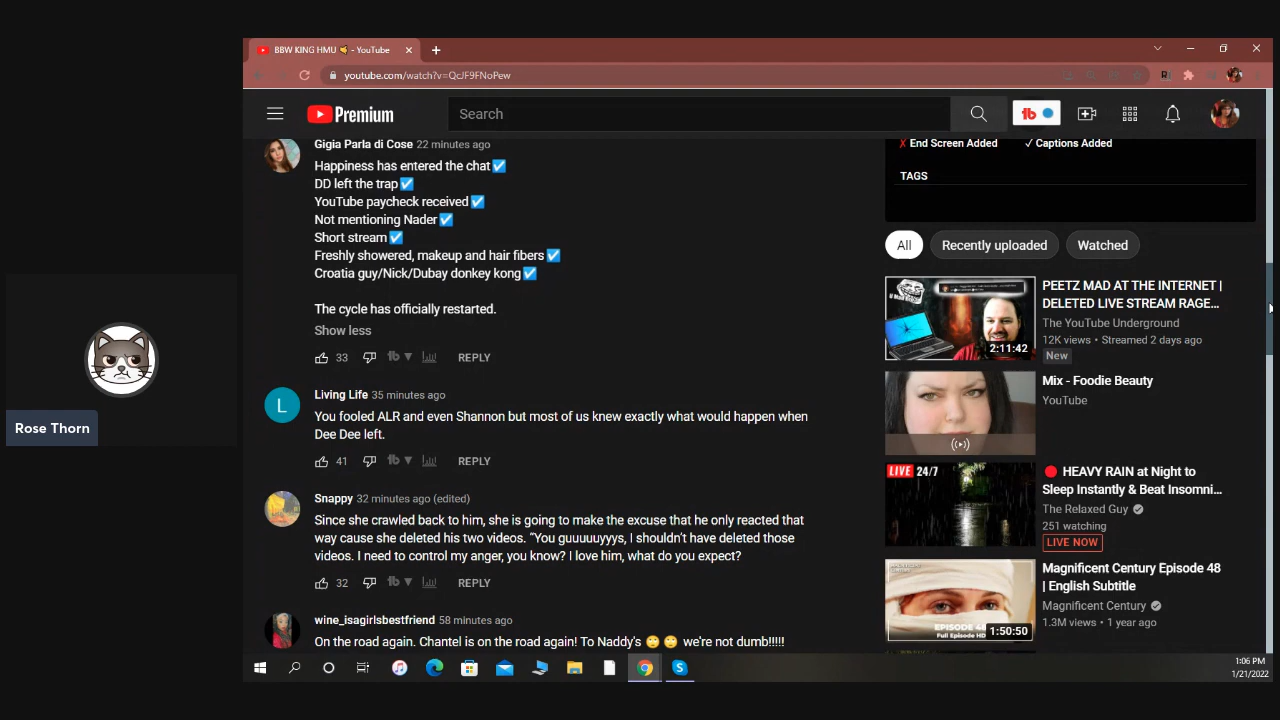 BBW KING HMU - YouTube
youtube.com/watch?v=QcJF9FNoPew
Premium
Search
Gigia Parla di Cose 22 minutes ago
Happiness has entered the chat
DD left the trap
YouTube paycheck received
Not mentioning Nader
Short stream
Freshly showered, makeup and hair fibers
Croatia guy/Nick/Dubay donkey kong
The cycle has officially restarted.
Show less
33 REPLY
L
Living Life 35 minutes ago
You fooled ALR and even Shannon but most of us knew exactly what would happen when
Dee Dee left.
41 REPLY
Snappy 32 minutes ago (edited)
Since she crawled back to him, she is going to make the excuse that he only reacted that
way cause she deleted his two videos. “You guuuuuyyys, I shouldn’t have deleted those
videos. I need to control my anger, you know? I love him, what do you expect?
32 REPLY
wine_isagirlsbestfriend 58 minutes ago
On the road again. Chantel is on the road again! To Naddy's we're not dumb!!!!!
✗ End Screen Added ✓ Captions Added
TAGS
All Recently uploaded Watched
2:11:42
PEETZ MAD AT THE INTERNET |
DELETED LIVE STREAM RAGE...
The YouTube Underground
12K views • Streamed 2 days ago
New
Mix - Foodie Beauty
YouTube
LIVE 24/7
HEAVY RAIN at Night to
Sleep Instantly & Beat Insomni...
The Relaxed Guy
251 watching
LIVE NOW
1:50:50
Magnificent Century Episode 48
| English Subtitle
Magnificent Century
1.3M views • 1 year ago
Rose Thorn
1:06 PM
1/21/2022